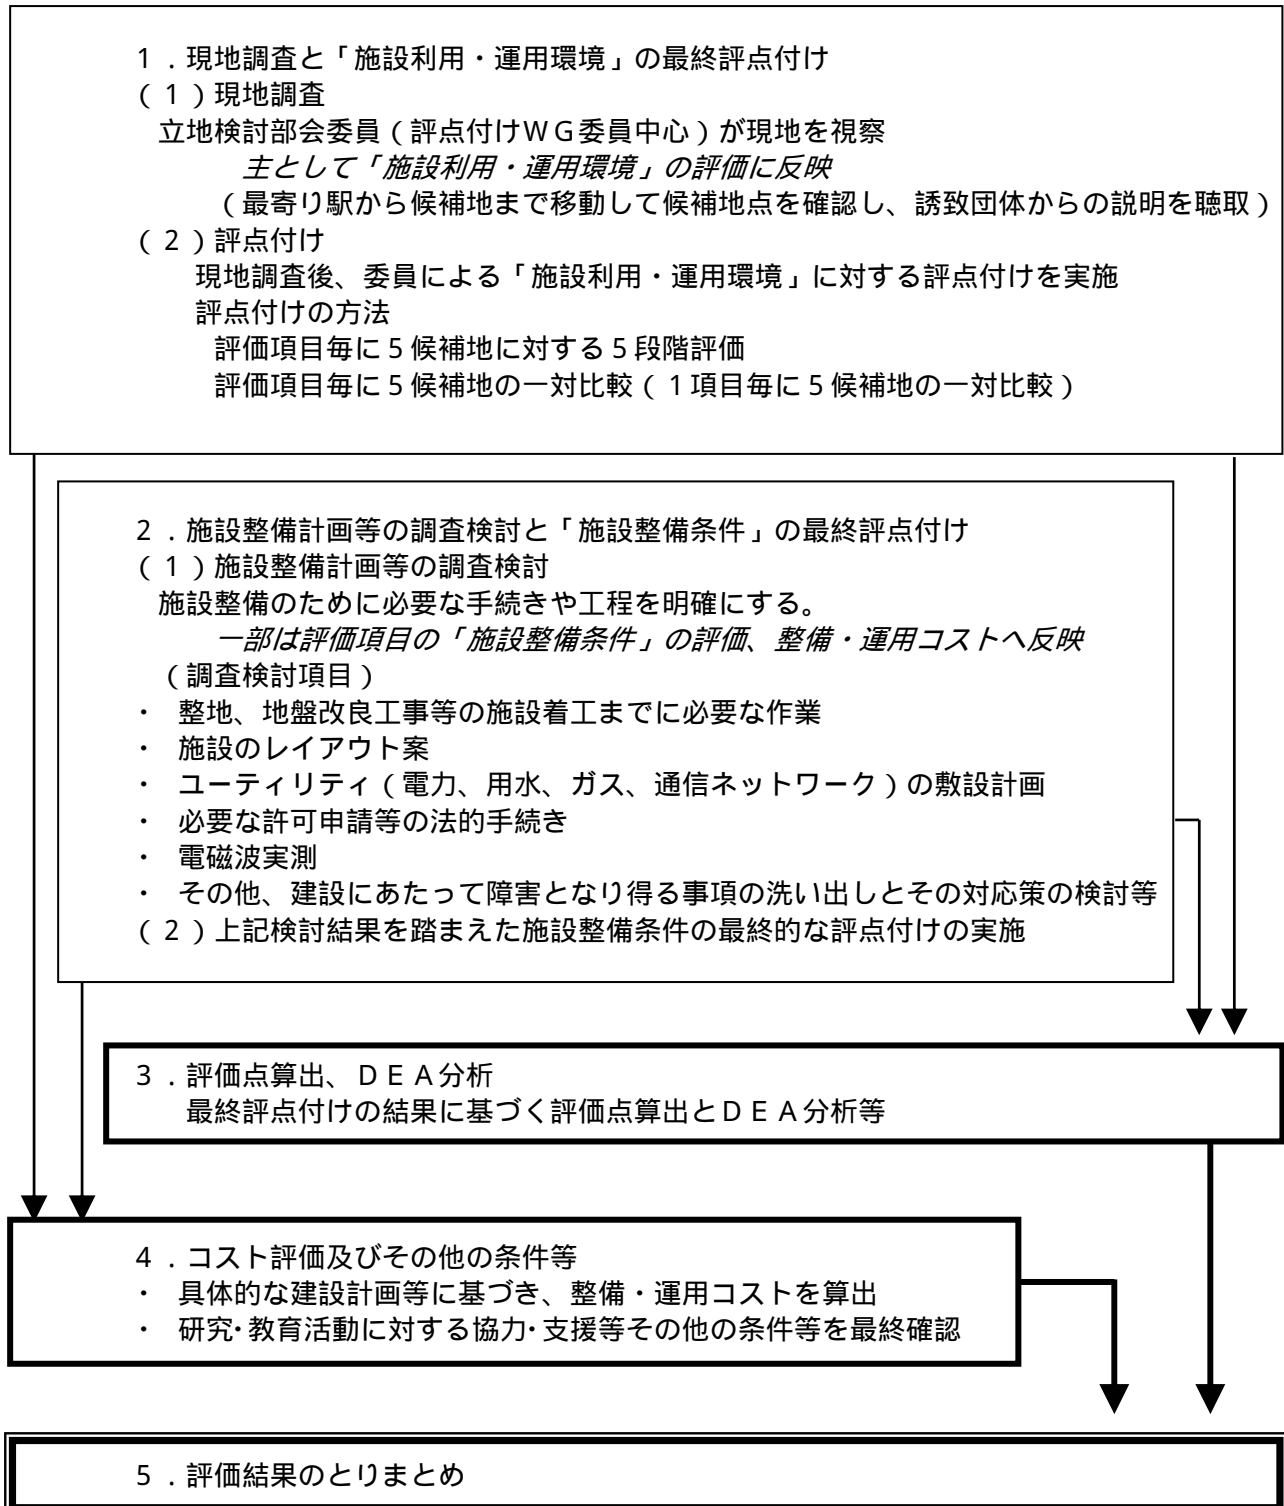 1．現地調査と「施設利用・運用環境」の最終評点付け
（1）現地調査
立地検討部会委員（評点付けＷＧ委員中心）が現地を視察
主として「施設利用・運用環境」の評価に反映
（最寄り駅から候補地まで移動して候補地点を確認し、誘致団体からの説明を聴取）
（2）評点付け
現地調査後、委員による「施設利用・運用環境」に対する評点付けを実施
評点付けの方法
評価項目毎に5候補地に対する5段階評価
評価項目毎に5候補地の一対比較（1項目毎に5候補地の一対比較）
2．施設整備計画等の調査検討と「施設整備条件」の最終評点付け
（1）施設整備計画等の調査検討
施設整備のために必要な手続きや工程を明確にする。
一部は評価項目の「施設整備条件」の評価、整備・運用コストへ反映
（調査検討項目）
・ 整地、地盤改良工事等の施設着工までに必要な作業
・ 施設のレイアウト案
・ ユーティリティ（電力、用水、ガス、通信ネットワーク）の敷設計画
・ 必要な許可申請等の法的手続き
・ 電磁波実測
・ その他、建設にあたって障害となり得る事項の洗い出しとその対応策の検討等
（2）上記検討結果を踏まえた施設整備条件の最終的な評点付けの実施
3．評価点算出、ＤＥＡ分析
最終評点付けの結果に基づく評価点算出とＤＥＡ分析等
4．コスト評価及びその他の条件等
・ 具体的な建設計画等に基づき、整備・運用コストを算出
・ 研究・教育活動に対する協力・支援等その他の条件等を最終確認
5．評価結果のとりまとめ